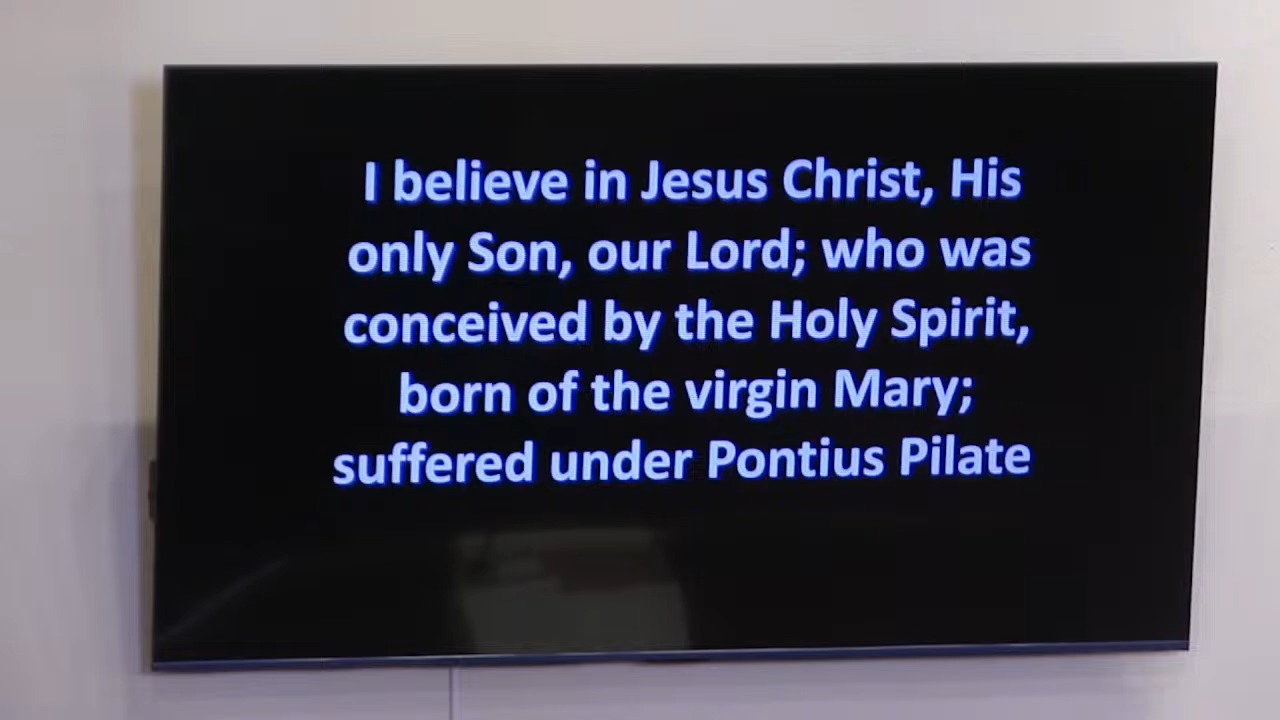 I believe in Jesus Christ, His
only Son, our Lord; who was
conceived by the Holy Spirit,
born of the virgin Mary;
suffered under Pontius Pilate